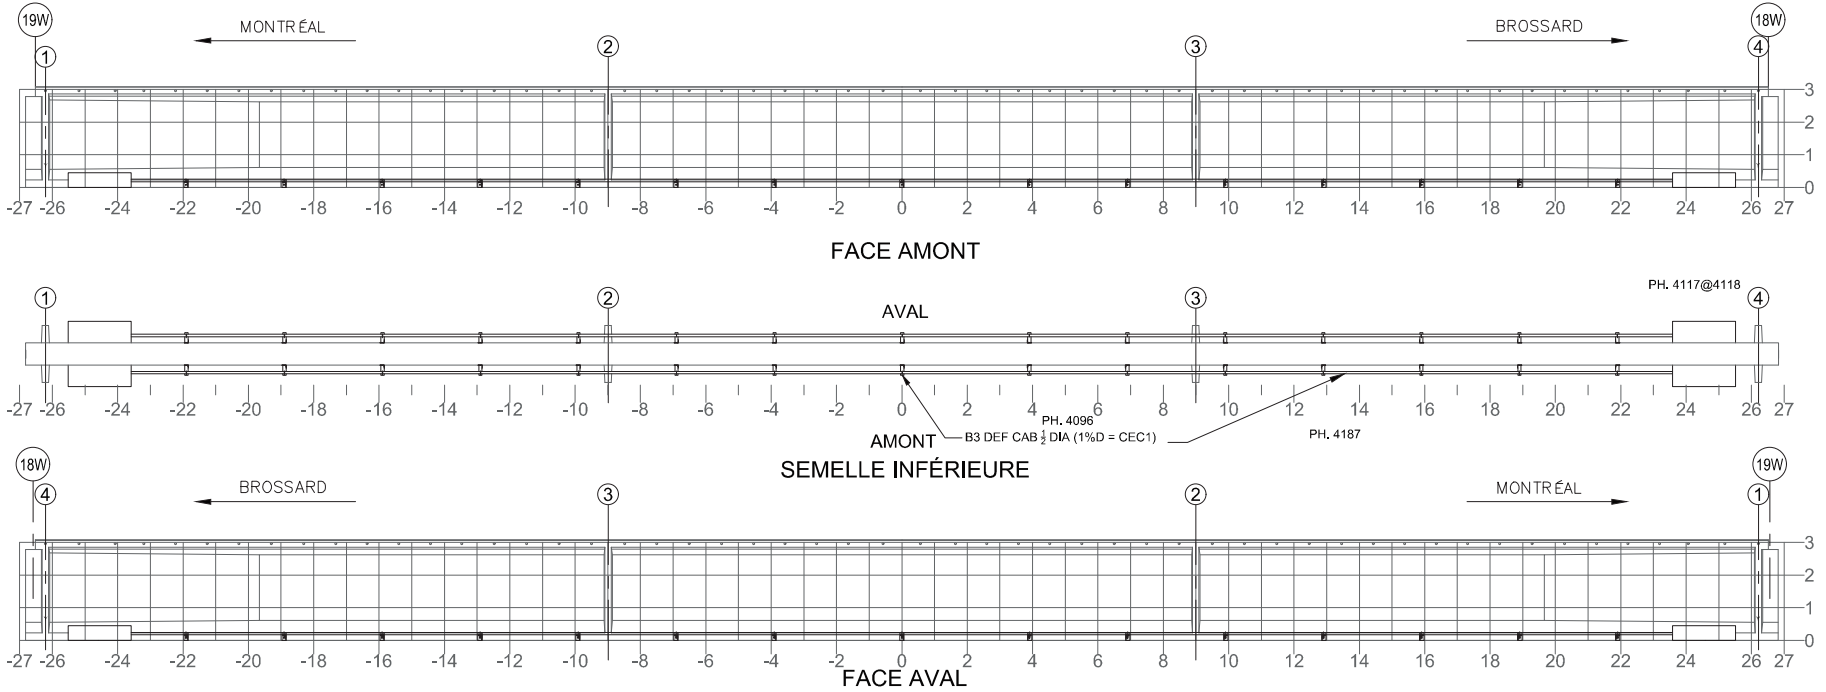 19W MONTRÉAL BROSSARD 18W
1 2 3 4
3
2
1
0
-27 -26 -24 -22 -20 -18 -16 -14 -12 -10 -8 -6 -4 -2 0 2 4 6 8 10 12 14 16 18 20 22 24 26 27
FACE AMONT
PH. 4117@4118
1 2 3 4
AVAL
-27 -26 -24 -22 -20 -18 -16 -14 -12 -10 -8 -6 -4 -2 0 2 4 6 8 10 12 14 16 18 20 22 24 26 27
PH. 4096
AMONT B3 DEF CAB ½ DIA (1%D = CEC1) PH. 4187
SEMELLE INFÉRIEURE
18W BROSSARD MONTRÉAL 19W
4 3 2 1
3
2
1
0
-27 -26 -24 -22 -20 -18 -16 -14 -12 -10 -8 -6 -4 -2 0 2 4 6 8 10 12 14 16 18 20 22 24 26 27
FACE AVAL